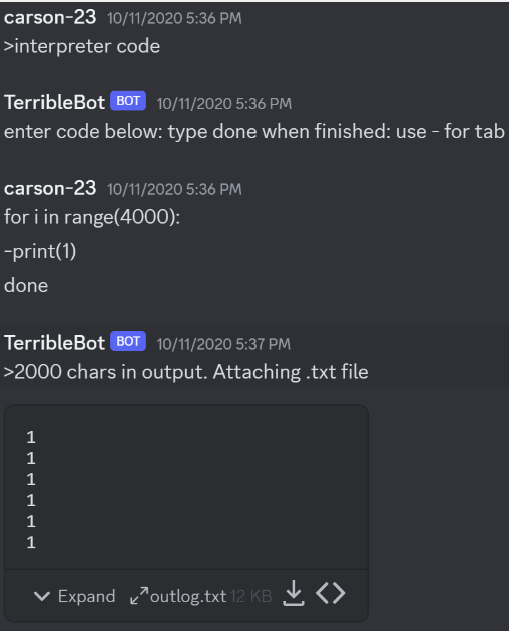 carson-23 10/11/2020 5:36 PM
>interpreter code
TerribleBot BOT 10/11/2020 5:36 PM
enter code below: type done when finished: use - for tab
carson-23 10/11/2020 5:36 PM
for i in range(4000):
-print(1)
done
TerribleBot BOT 10/11/2020 5:37 PM
>2000 chars in output. Attaching .txt file
1
1
1
1
1
1
Expand outlog.txt 12 KB